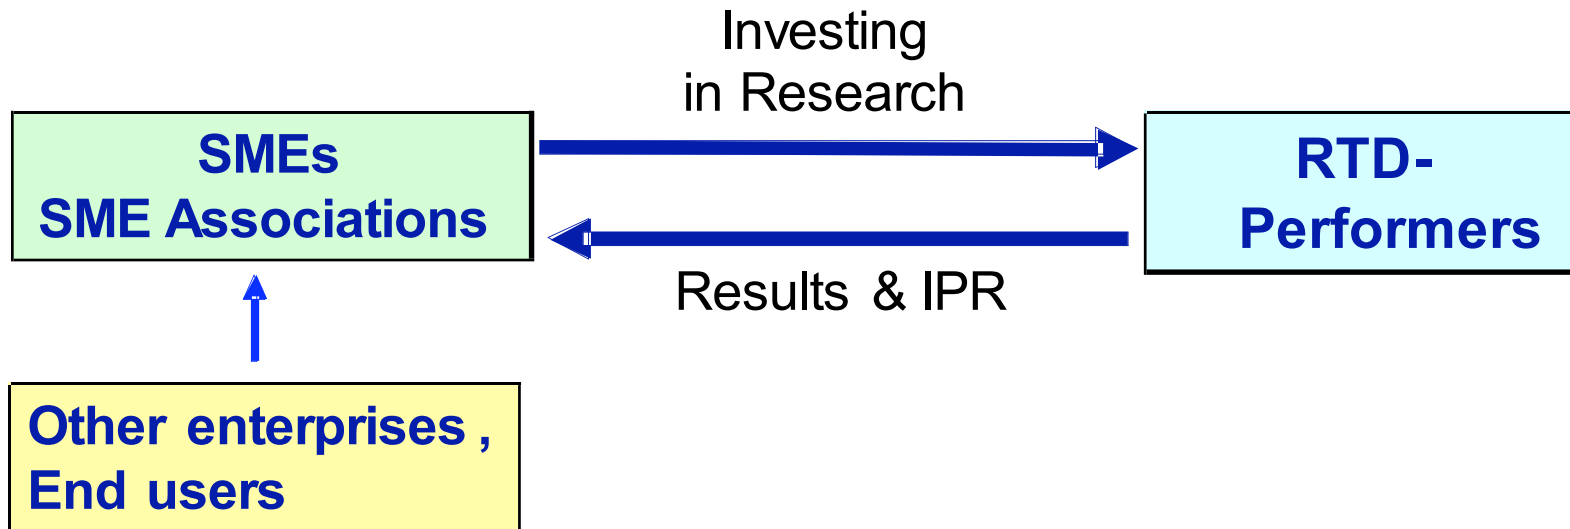 Investing
in Research
SMEs
SME Associations
RTD-
Performers
Results & IPR
Other enterprises ,
End users